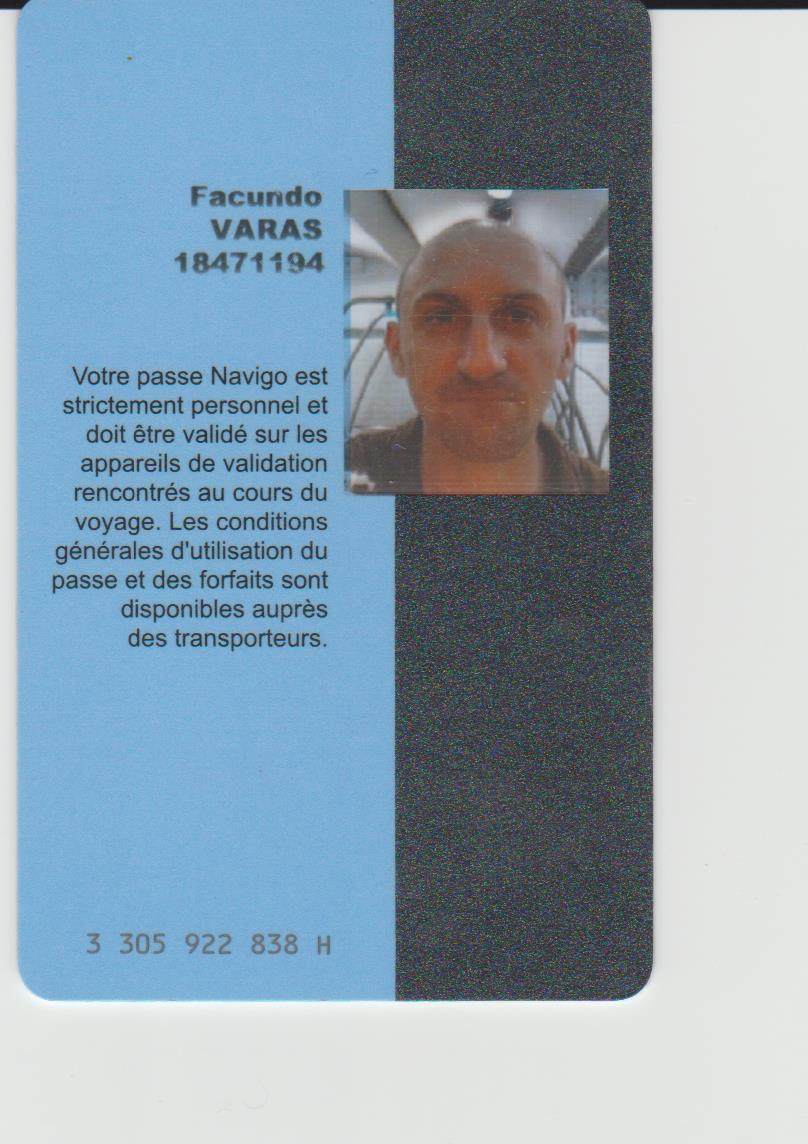 Facundo
VARAS
18471194
Votre passe Navigo est
strictement personnel et
doit être validé sur les
appareils de validation
rencontrés au cours du
voyage. Les conditions
générales d'utilisation du
passe et des forfaits sont
disponibles auprès
des transporteurs.
3 305 922 838 H